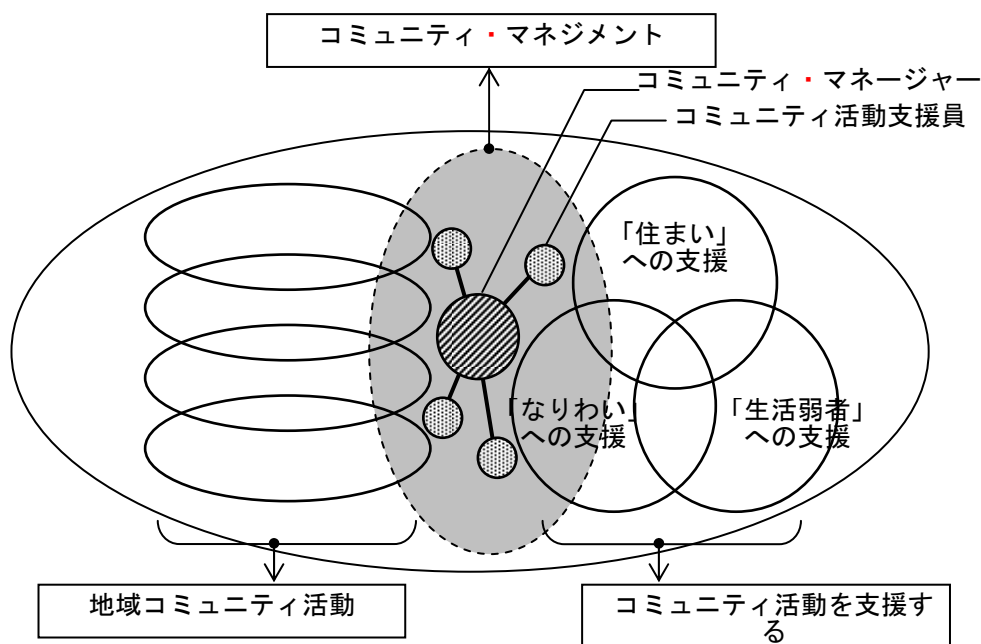 コミュニティ・マネジメント
コミュニティ・マネージャー
コミュニティ活動支援員
「住まい」
への支援
「なりわい」
への支援
「生活弱者」
への支援
地域コミュニティ活動
コミュニティ活動を支援す
る